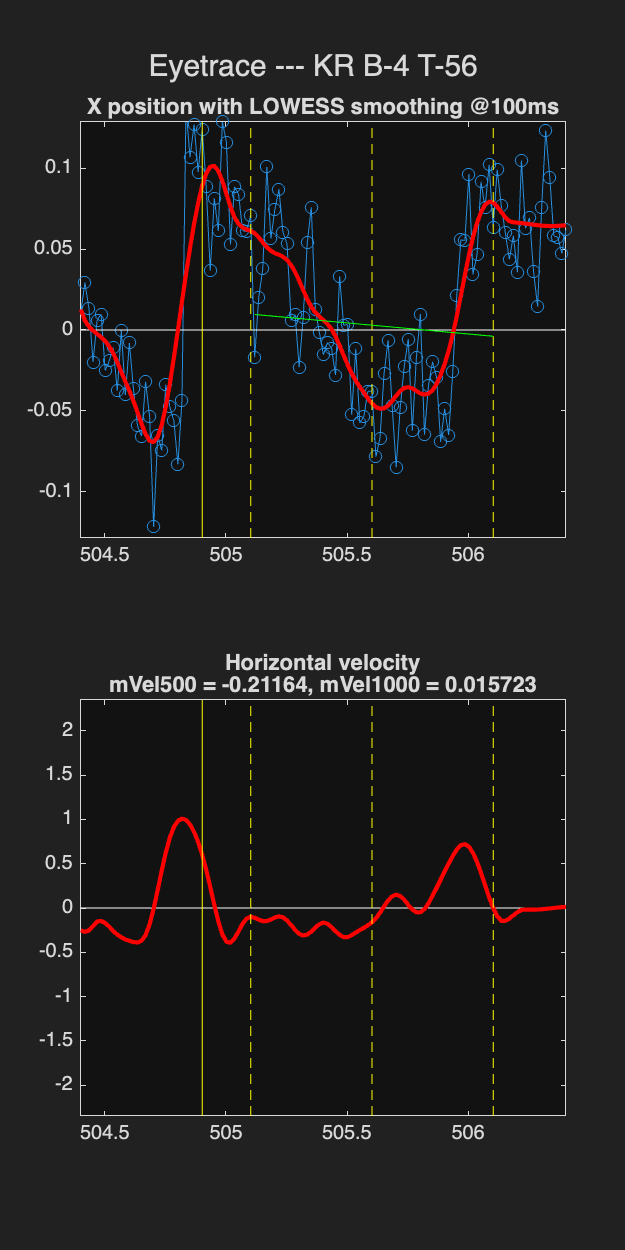 Eyetrace --- KR B-4 T-56
X position with LOWESS smoothing @100ms
0.1
0.05
0
-0.05
-0.1
504.5 505 505.5 506
Horizontal velocity
mVel500 = -0.21164, mVel1000 = 0.015723
2
1.5
1
0.5
0
-0.5
-1
-1.5
-2
504.5 505 505.5 506